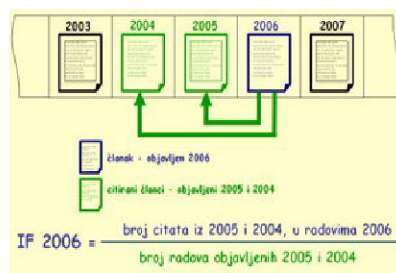 2003 2004 2005 2006 2007
članak - objavljen 2006
citirani članci - objavljeni 2005 i 2004
IF 2006 =
broj citata iz 2005 i 2004, u radovima 2006
broj radova objavljenih 2005 i 2004